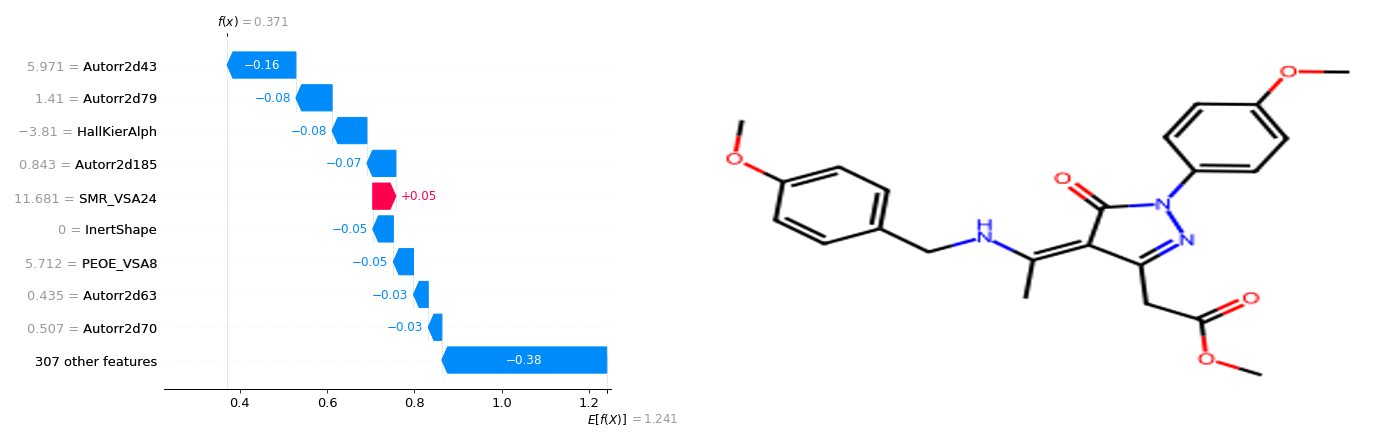 f(x) = 0.371
5.971 = Autorr2d43
−0.16
1.41 = Autorr2d79
−0.08
−3.81 = HallKierAlph
−0.08
0.843 = Autorr2d185
−0.07
11.681 = SMR_VSA24
+0.05
0 = InertShape
−0.05
5.712 = PEOE_VSA8
−0.05
0.435 = Autorr2d63
−0.03
0.507 = Autorr2d70
−0.03
307 other features
−0.38
0.4 0.6 0.8 1.0 1.2
E[f(X)] = 1.241
O
O
O
N
H
N
N
O
O